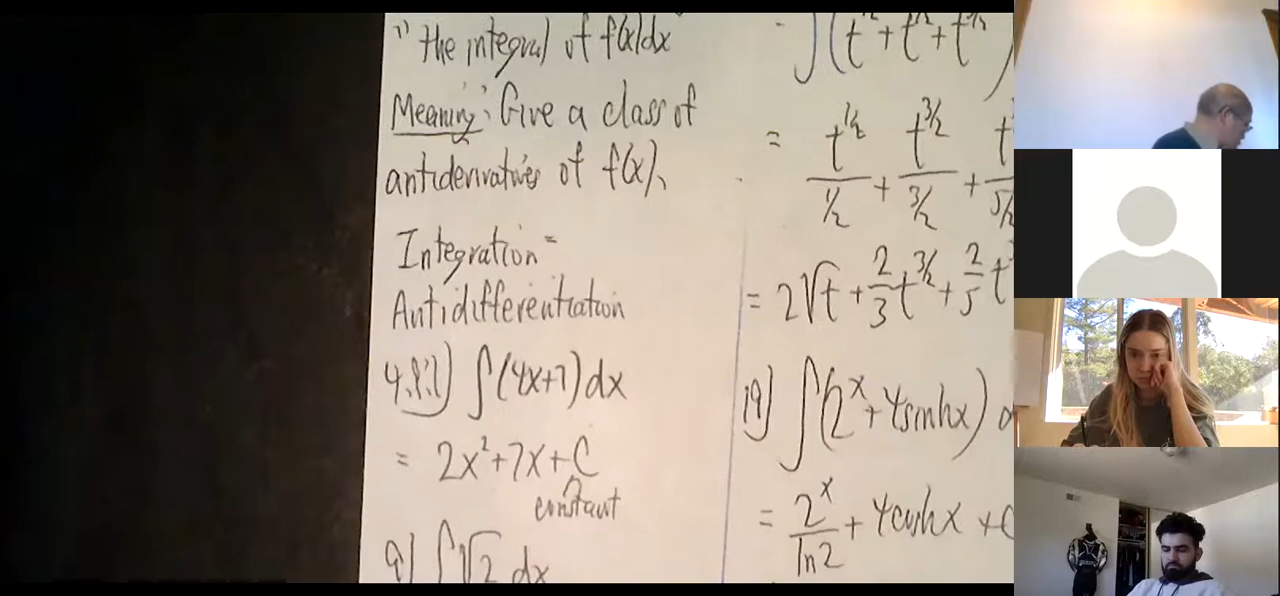 " the integral of f(x)dx"
Meaning: Give a class of
antiderivatives of f(x).
Integration =
Antidifferentiation
∫(4x+7)dx
= 2x²+7x+C
constant
9) ∫√2 dx
= t^1/2/1/2 + t^3/2/3/2 +
= 2√t + 2/3 t^3/2 + 2/5 t
19) ∫(2^x + 4sinhx)
= 2^x/ln2 + 4coshx + C